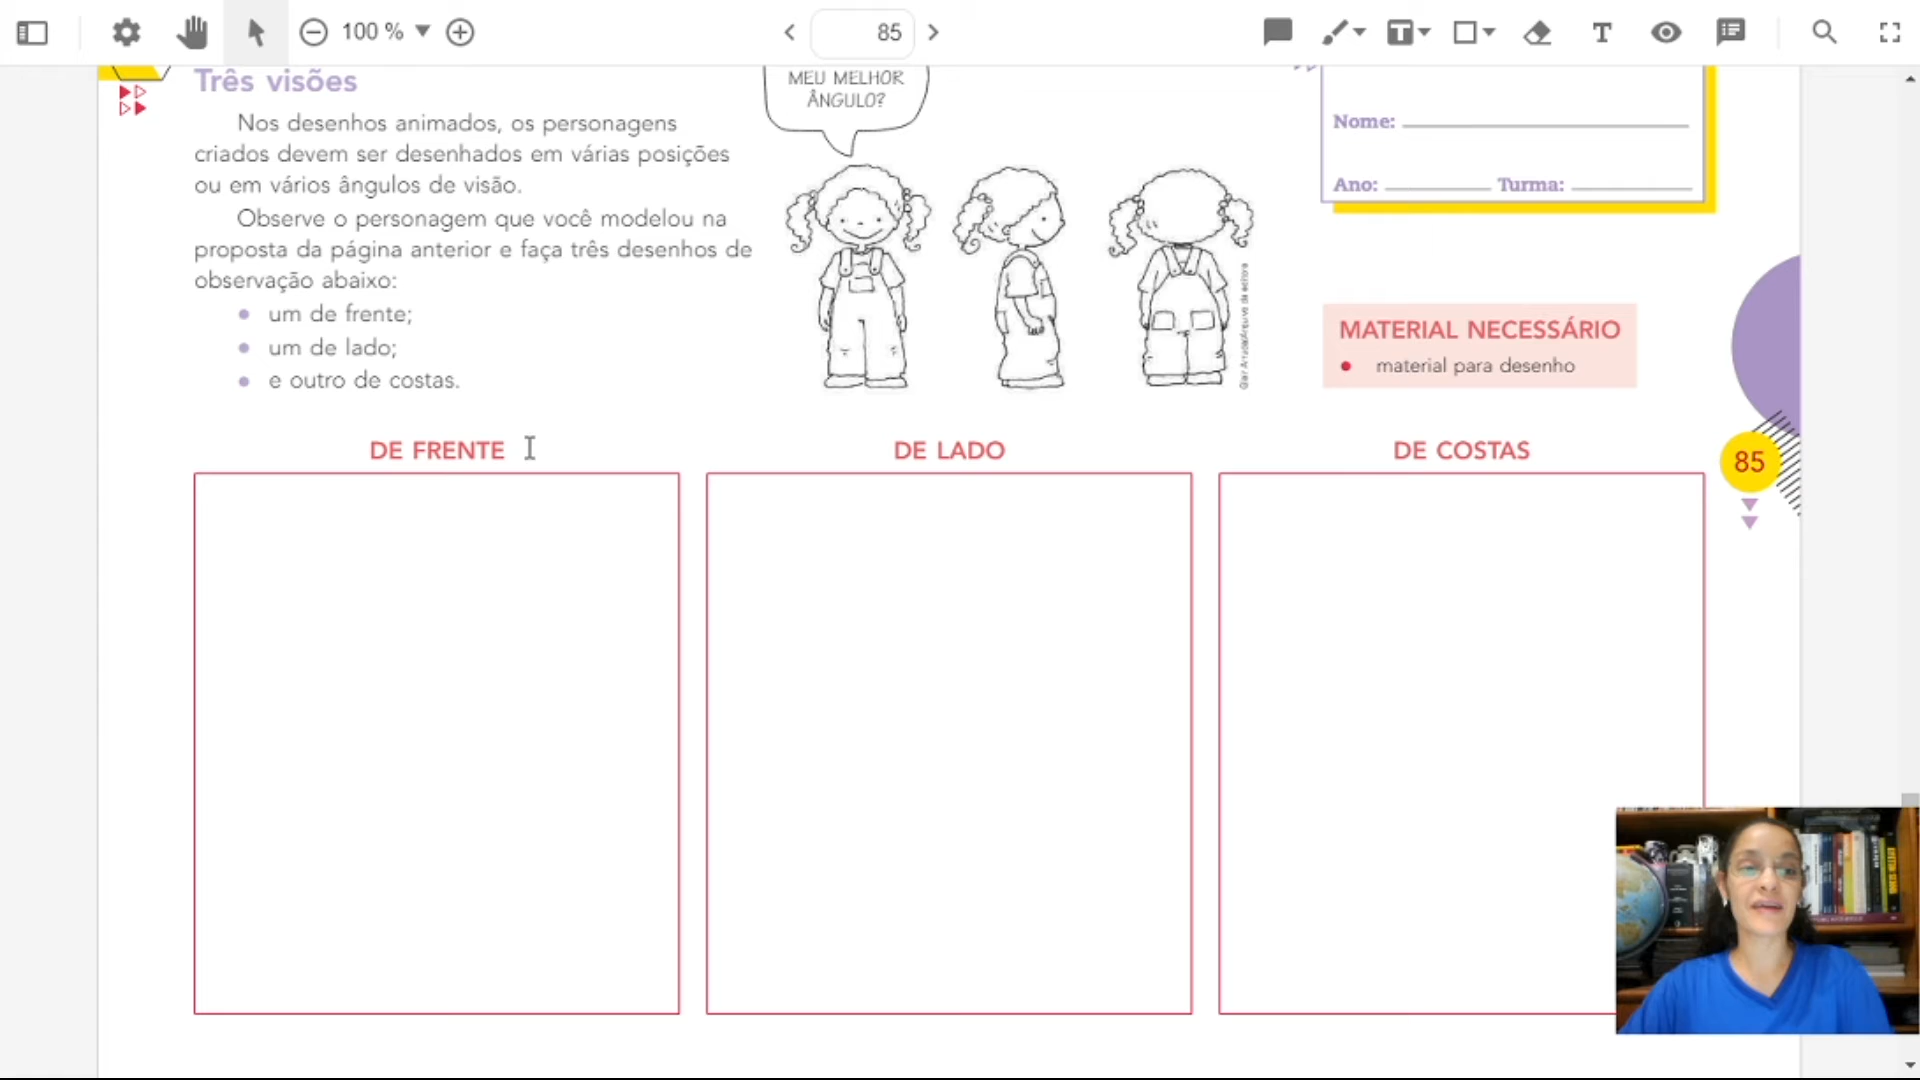 100 %
85
Três visões
Nos desenhos animados, os personagens
criados devem ser desenhados em várias posições
ou em vários ângulos de visão.
Observe o personagem que você modelou na
proposta da página anterior e faça três desenhos de
observação abaixo:
um de frente;
um de lado;
e outro de costas.
MEU MELHOR
ÂNGULO?
Nome:
Ano: Turma:
MATERIAL NECESSÁRIO
material para desenho
DE FRENTE
DE LADO
DE COSTAS
85